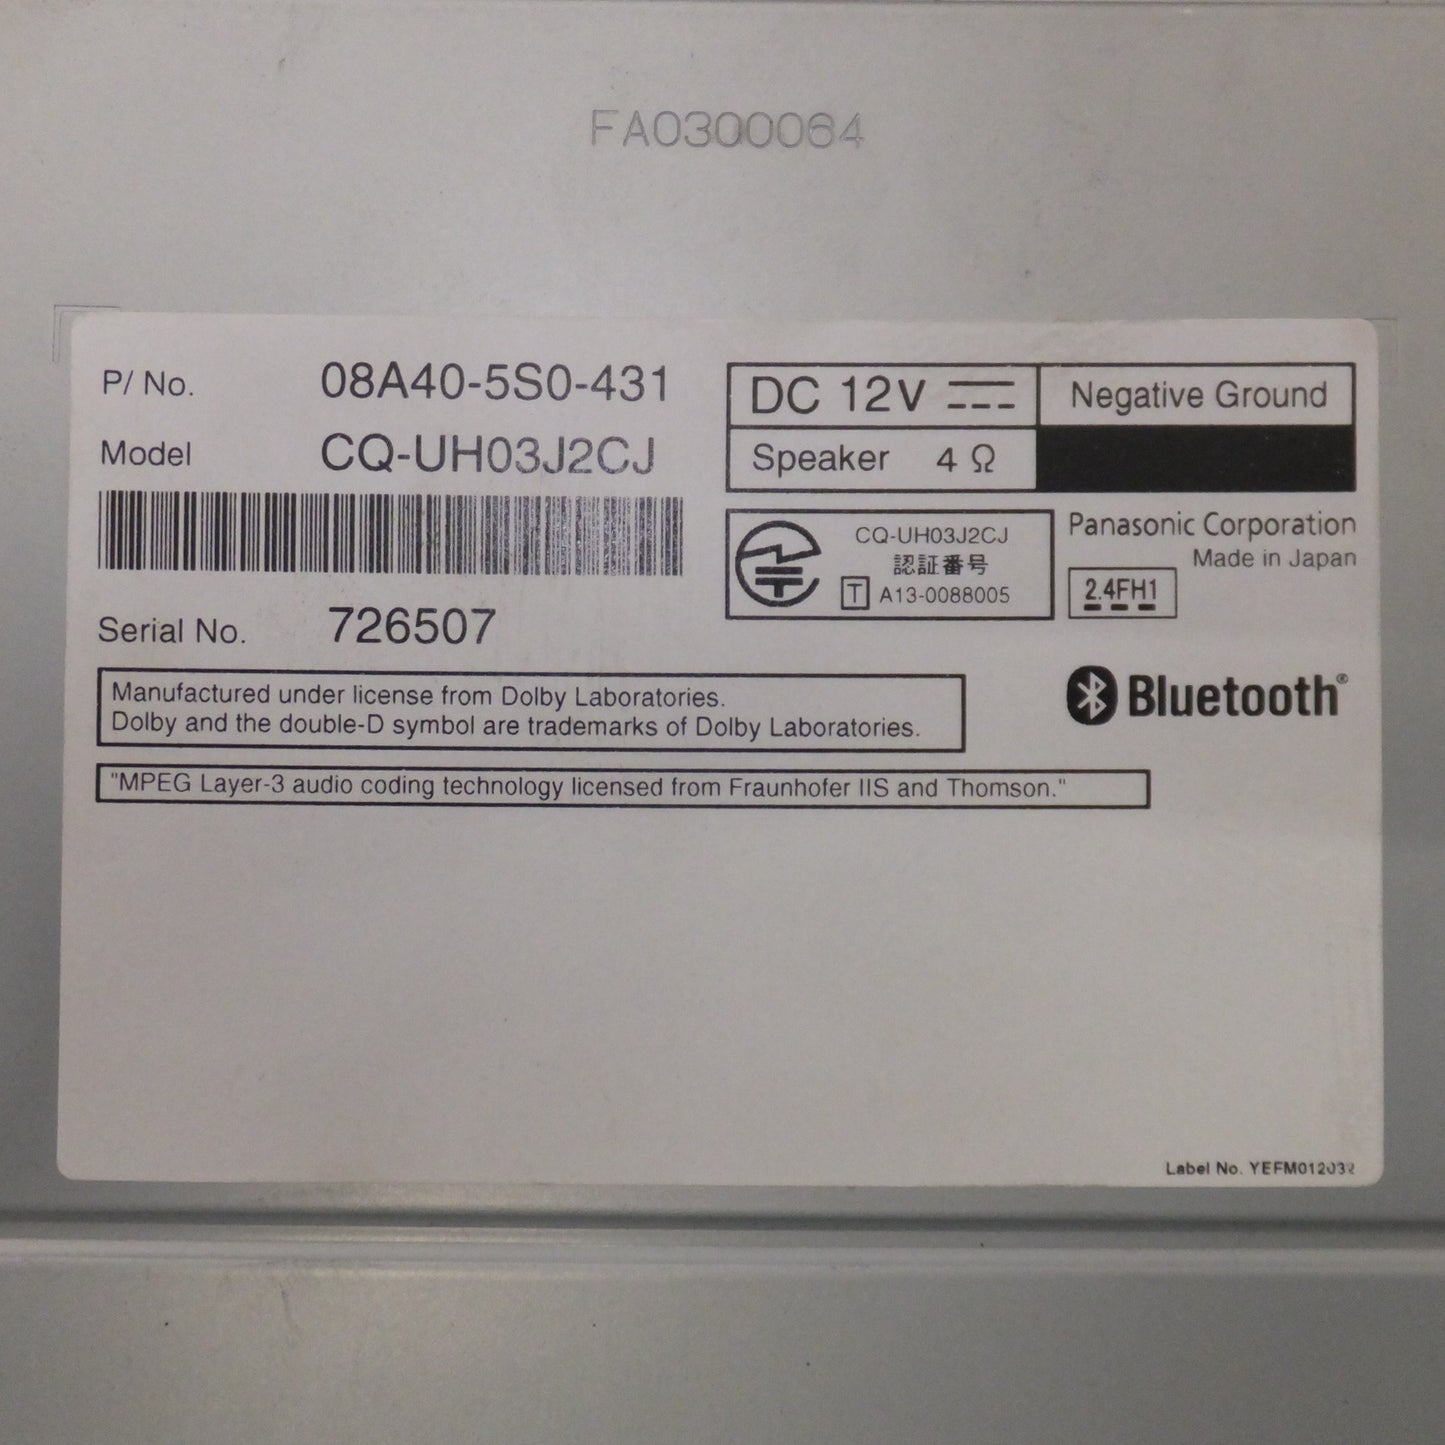 FA0300064
P/ No. 08A40-5S0-431
Model CQ-UH03J2CJ
Serial No. 726507
DC 12V Negative Ground
Speaker 4 Ω
CQ-UH03J2CJ
認証番号
T A13-0088005
Panasonic Corporation
Made in Japan
2.4FH1
Bluetooth®
Manufactured under license from Dolby Laboratories.
Dolby and the double-D symbol are trademarks of Dolby Laboratories.
"MPEG Layer-3 audio coding technology licensed from Fraunhofer IIS and Thomson."
Label No. YEFM012032